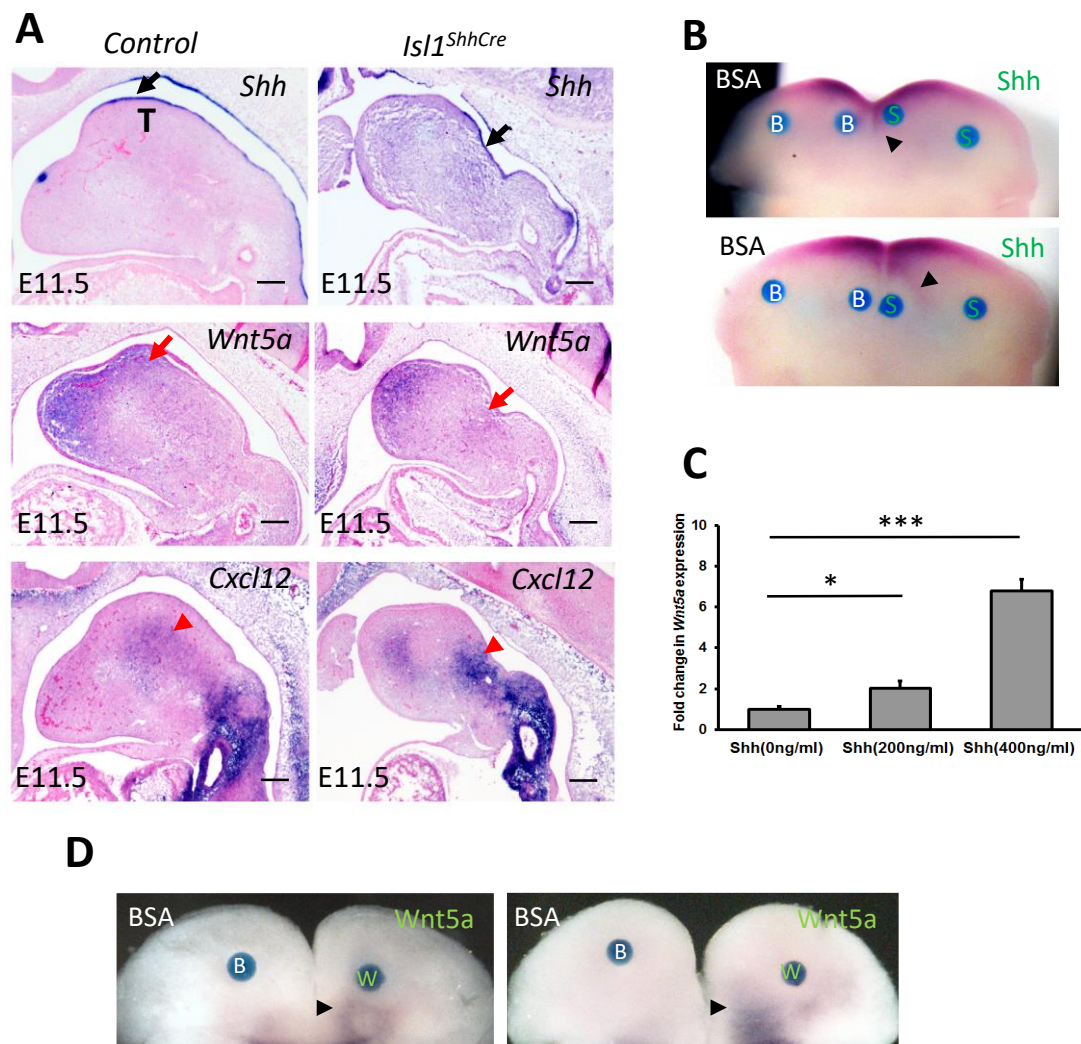 A
Control
Isl1ShhCre
Shh
T
E11.5
Shh
E11.5
Wnt5a
E11.5
Wnt5a
E11.5
Cxcl12
E11.5
Cxcl12
E11.5
B
BSA
Shh
B
B
S
S
BSA
Shh
B
B
S
S
C
Fold change in Wnt5a expression
10
8
6
4
2
0
***
*
Shh(0ng/ml)
Shh(200ng/ml)
Shh(400ng/ml)
D
BSA
Wnt5a
B
W
BSA
Wnt5a
B
W